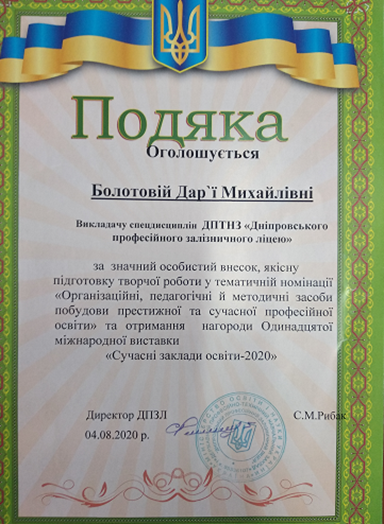 Подяка
Оголошується
Болотовій Дар`ї Михайлівні
Викладачу спецдисциплін ДПТНЗ «Дніпровського
професійного залізничного ліцею»
за значний особистий внесок, якісну
підготовку творчої роботи у тематичній номінації
«Організаційні, педагогічні й методичні засоби
побудови престижної та сучасної професійної
освіти» та отримання нагороди Одинадцятої
міжнародної виставки
«Сучасні заклади освіти-2020»
Директор ДПЗЛ С.М.Рибак
04.08.2020 р.